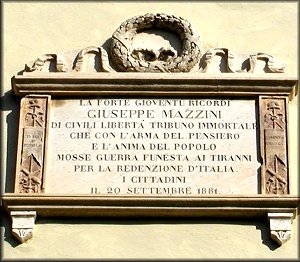 LA FORTE GIOVENTÙ RICORDI
GIUSEPPE MAZZINI
DI CIVILI LIBERTÀ TRIBUNO IMMORTALE
CHE CON L'ARMA DEL PENSIERO
E L'ANIMA DEL POPOLO
MOSSE GUERRA FUNESTA AI TIRANNI
PER LA REDENZIONE D'ITALIA
I CITTADINI
IL 20 SETTEMBRE 1881.